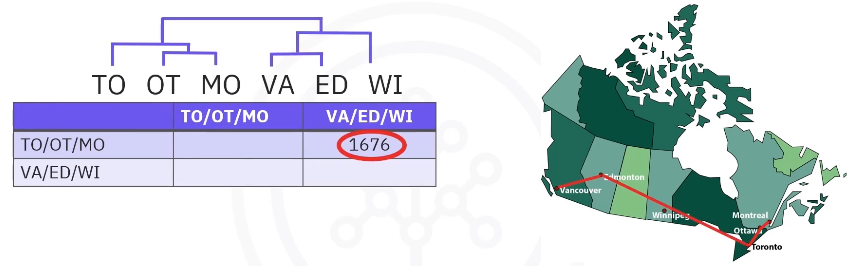 TO OT MO VA ED WI
TO/OT/MO VA/ED/WI
TO/OT/MO 1676
VA/ED/WI
Edmonton
Vancouver
Winnipeg
Montreal
Ottawa
Toronto